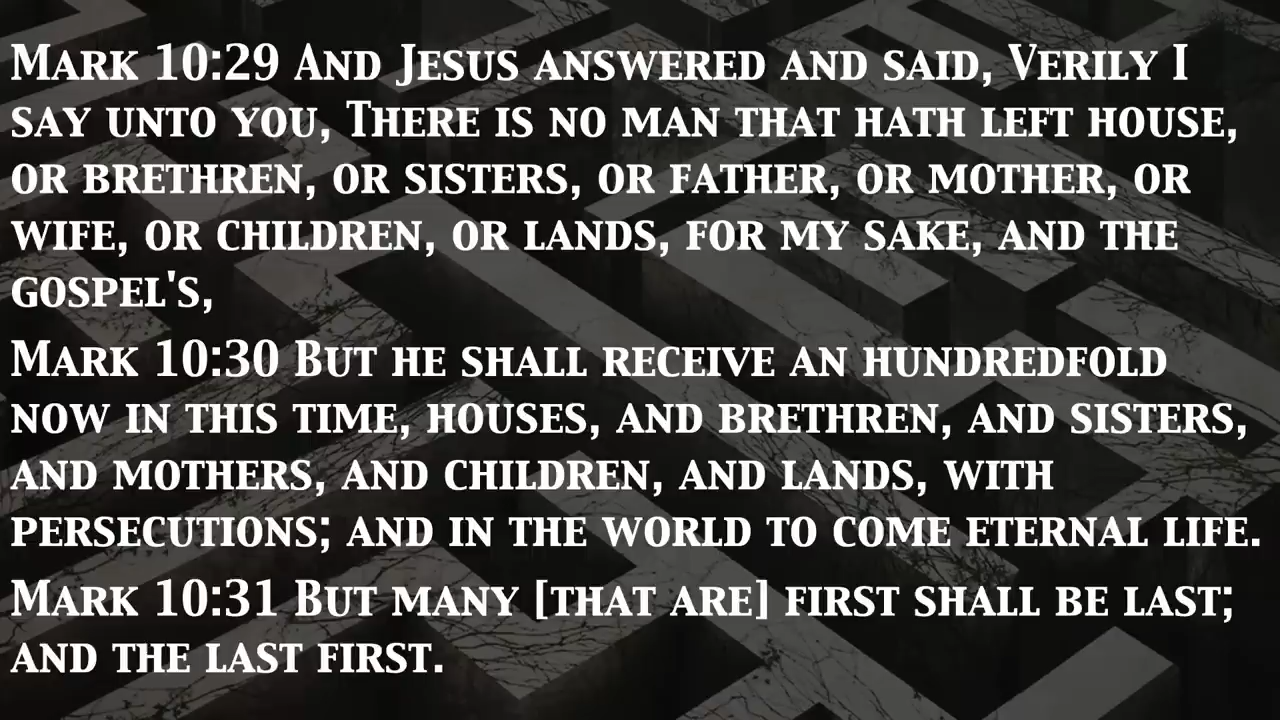 Mark 10:29 And Jesus answered and said, Verily I
say unto you, There is no man that hath left house,
or brethren, or sisters, or father, or mother, or
wife, or children, or lands, for my sake, and the
gospel's,
Mark 10:30 But he shall receive an hundredfold
now in this time, houses, and brethren, and sisters,
and mothers, and children, and lands, with
persecutions; and in the world to come eternal life.
Mark 10:31 But many [that are] first shall be last;
and the last first.